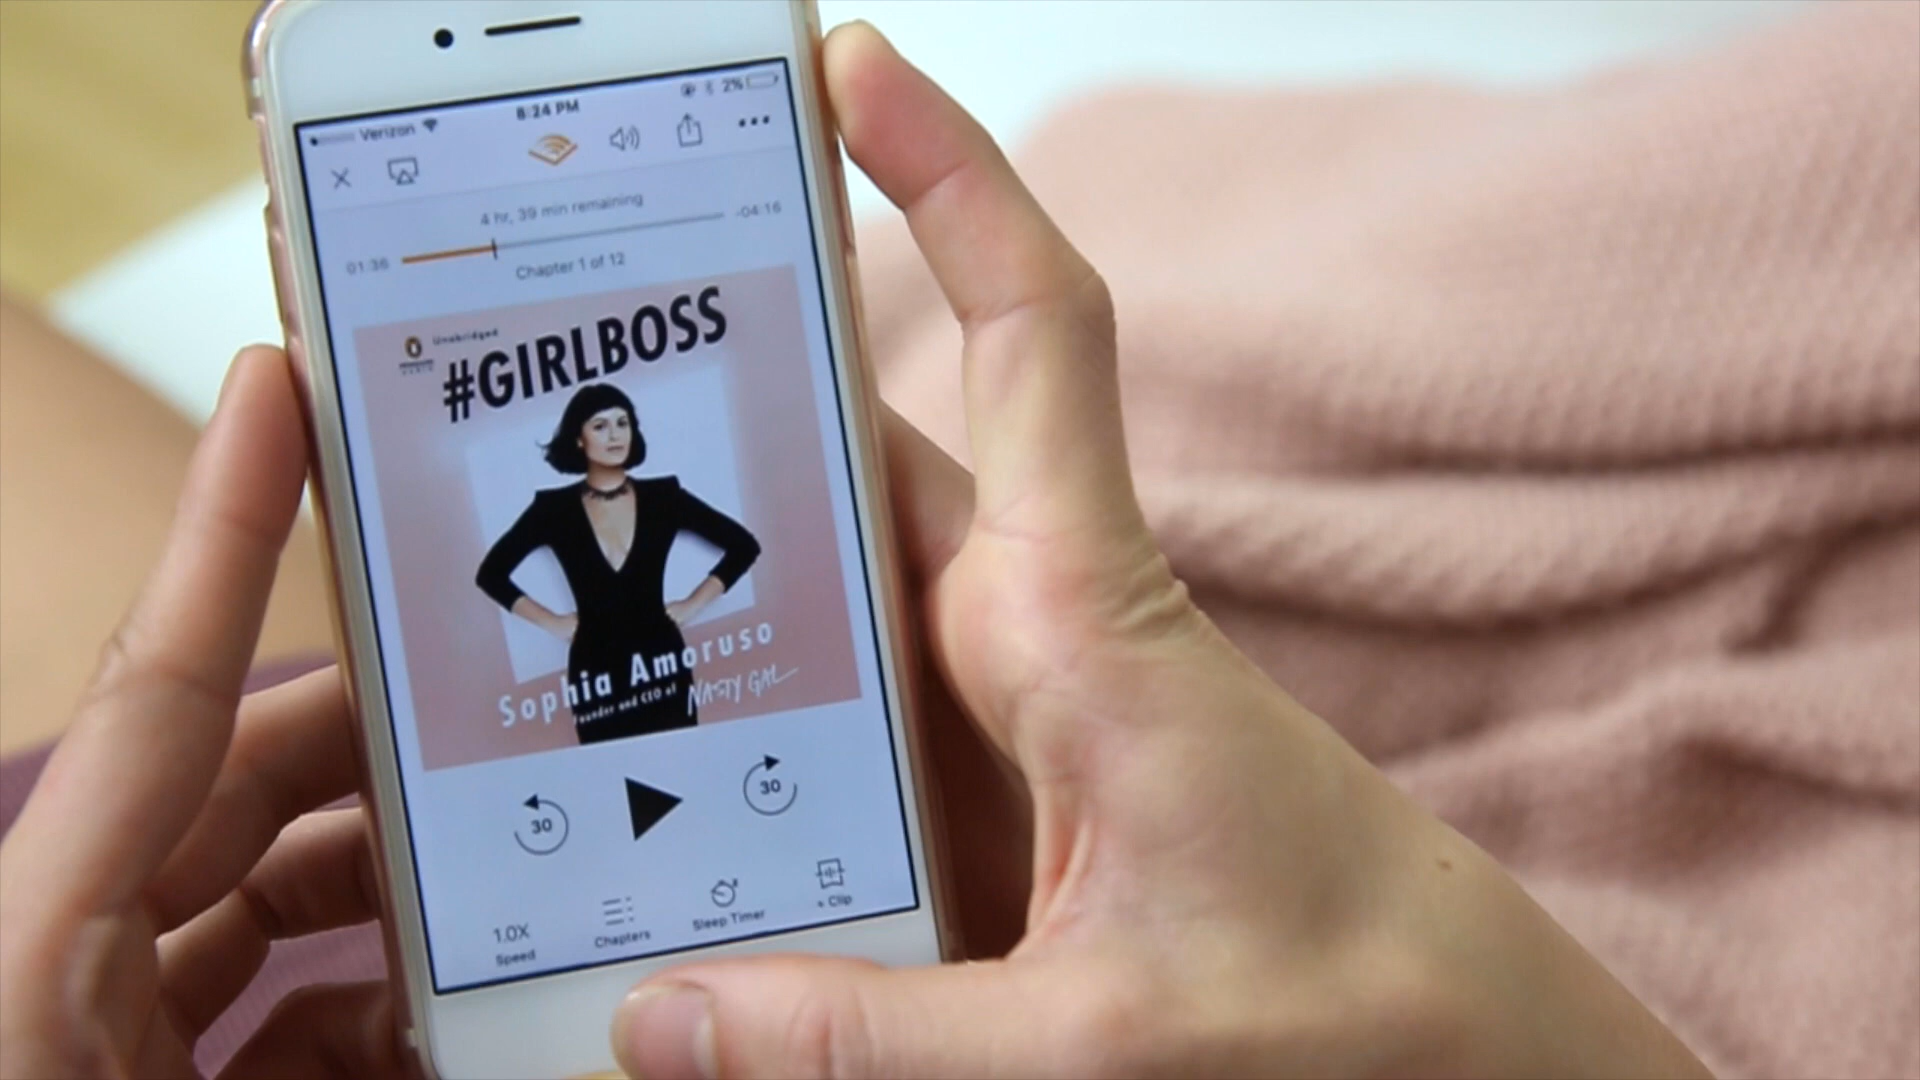 Verizon 8:24 PM 2%
4 hr, 39 min remaining
01:36 -04:16
Chapter 1 of 12
Unabridged
#GIRLBOSS
Sophia Amoruso
Founder and CEO of NASTY GAL
30 30
1.0X
Speed
Chapters
Sleep Timer
+ Clip